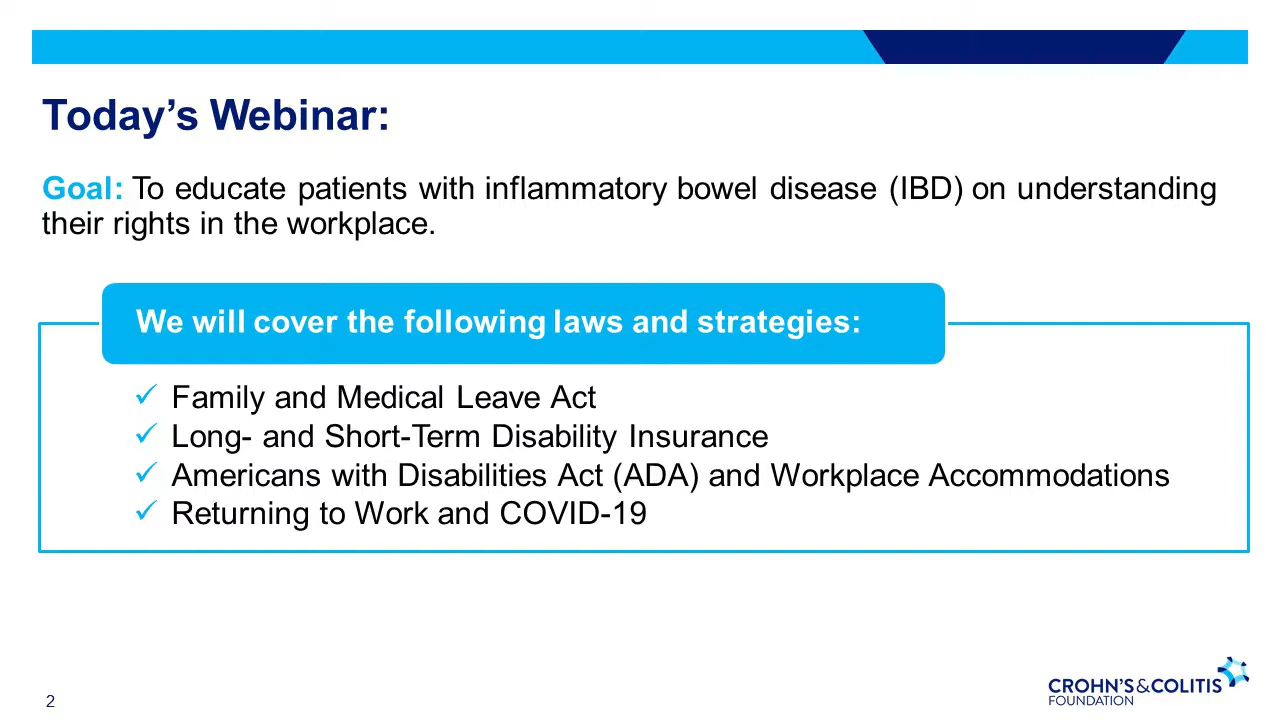 Today’s Webinar:
Goal: To educate patients with inflammatory bowel disease (IBD) on understanding
their rights in the workplace.
We will cover the following laws and strategies:
✓ Family and Medical Leave Act
✓ Long- and Short-Term Disability Insurance
✓ Americans with Disabilities Act (ADA) and Workplace Accommodations
✓ Returning to Work and COVID-19
2
CROHN’S & COLITIS
FOUNDATION